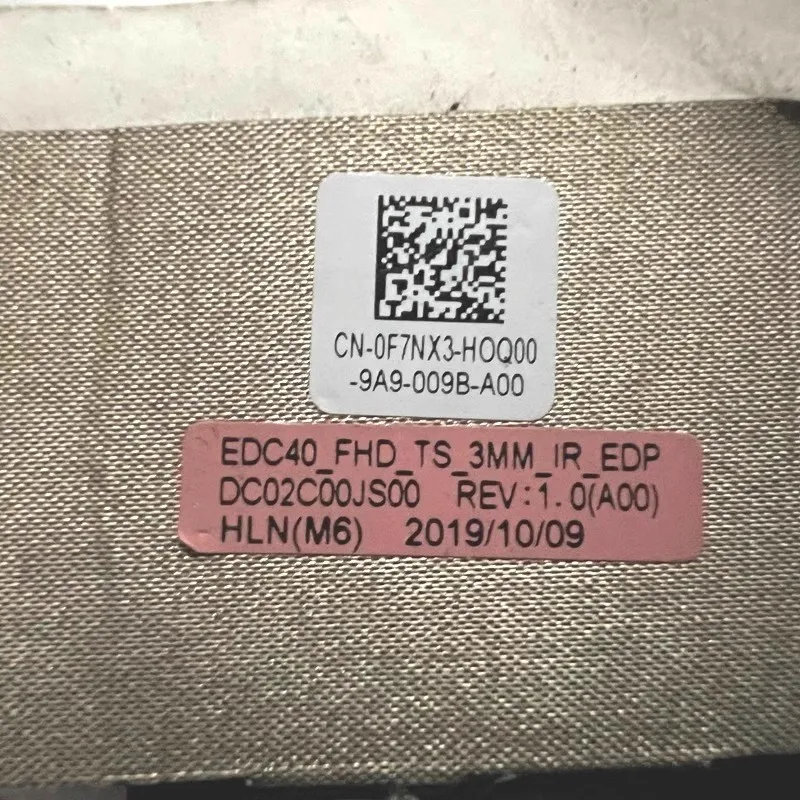 CN-0F7NX3-HOQ00
-9A9-009B-A00
EDC40_FHD_TS_3MM_IR_EDP
DC02C00JS00 REV:1.0(A00)
HLN(M6) 2019/10/09